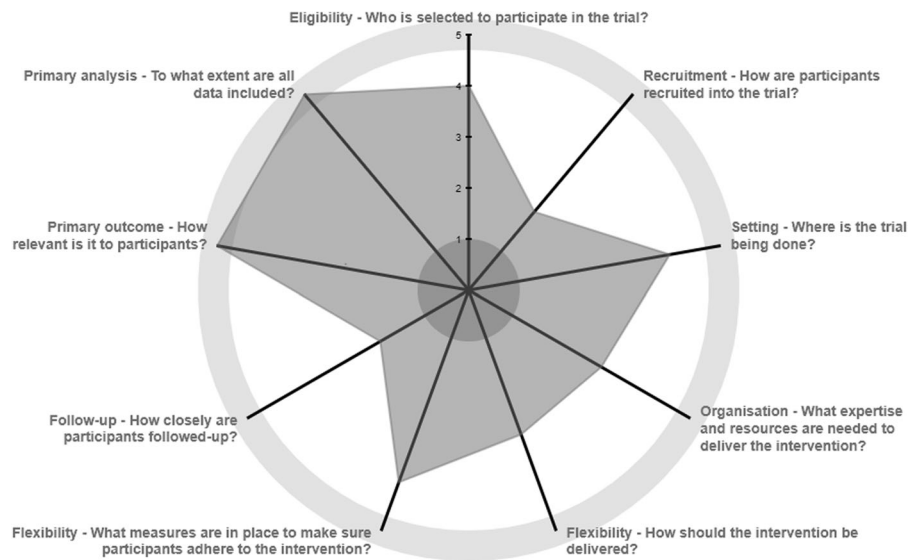 Eligibility - Who is selected to participate in the trial?
5
4
3
2
1
Primary analysis - To what extent are all
data included?
Recruitment - How are participants
recruited into the trial?
Primary outcome - How
relevant is it to participants?
Setting - Where is the trial
being done?
Follow-up - How closely are
participants followed-up?
Organisation - What expertise
and resources are needed to
deliver the intervention?
Flexibility - What measures are in place to make sure
participants adhere to the intervention?
Flexibility - How should the intervention be
delivered?